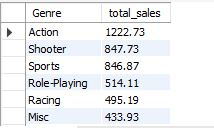 Genre total_sales
Action 1222.73
Shooter 847.73
Sports 846.87
Role-Playing 514.11
Racing 495.19
Misc 433.93